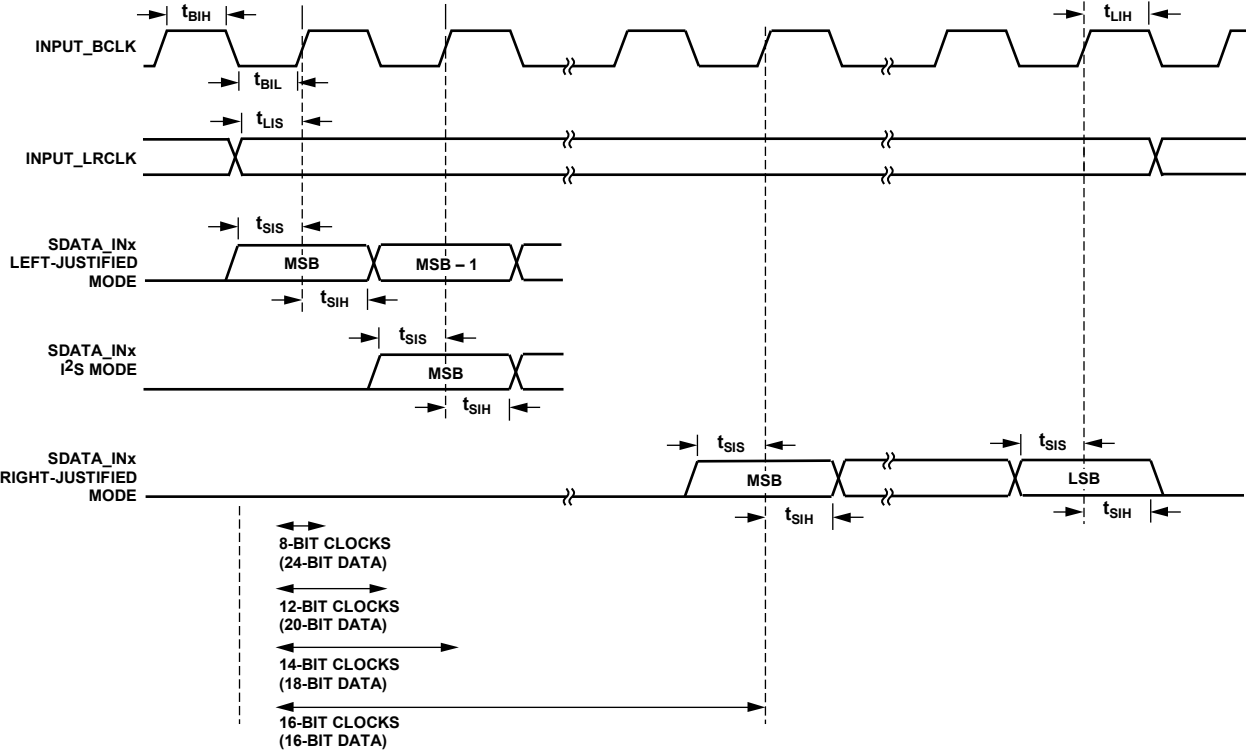 tBIH
tLIH
INPUT_BCLK
tBIL
tLIS
INPUT_LRCLK
tSIS
SDATA_INx
LEFT-JUSTIFIED
MODE
MSB
MSB – 1
tSIH
SDATA_INx
I2S MODE
tSIS
MSB
tSIH
SDATA_INx
RIGHT-JUSTIFIED
MODE
tSIS
tSIS
MSB
LSB
tSIH
tSIH
8-BIT CLOCKS
(24-BIT DATA)
12-BIT CLOCKS
(20-BIT DATA)
14-BIT CLOCKS
(18-BIT DATA)
16-BIT CLOCKS
(16-BIT DATA)